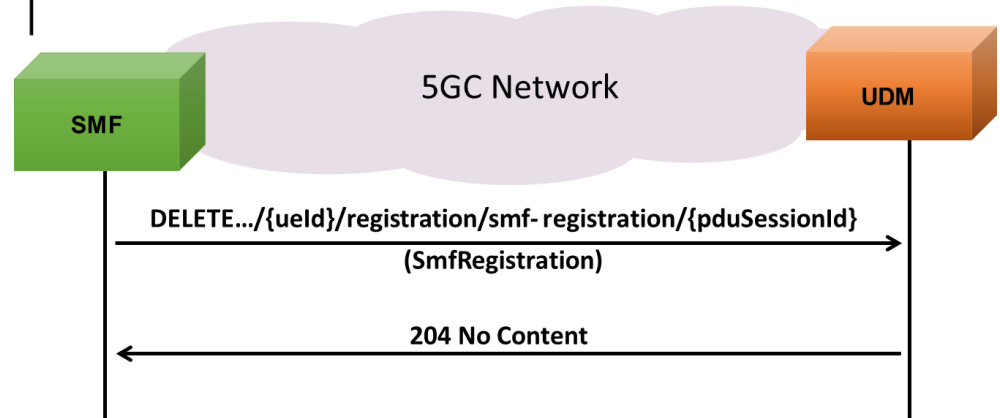 5GC Network
SMF
UDM
DELETE.../{ueId}/registration/smf- registration/{pduSessionId}
(SmfRegistration)
204 No Content